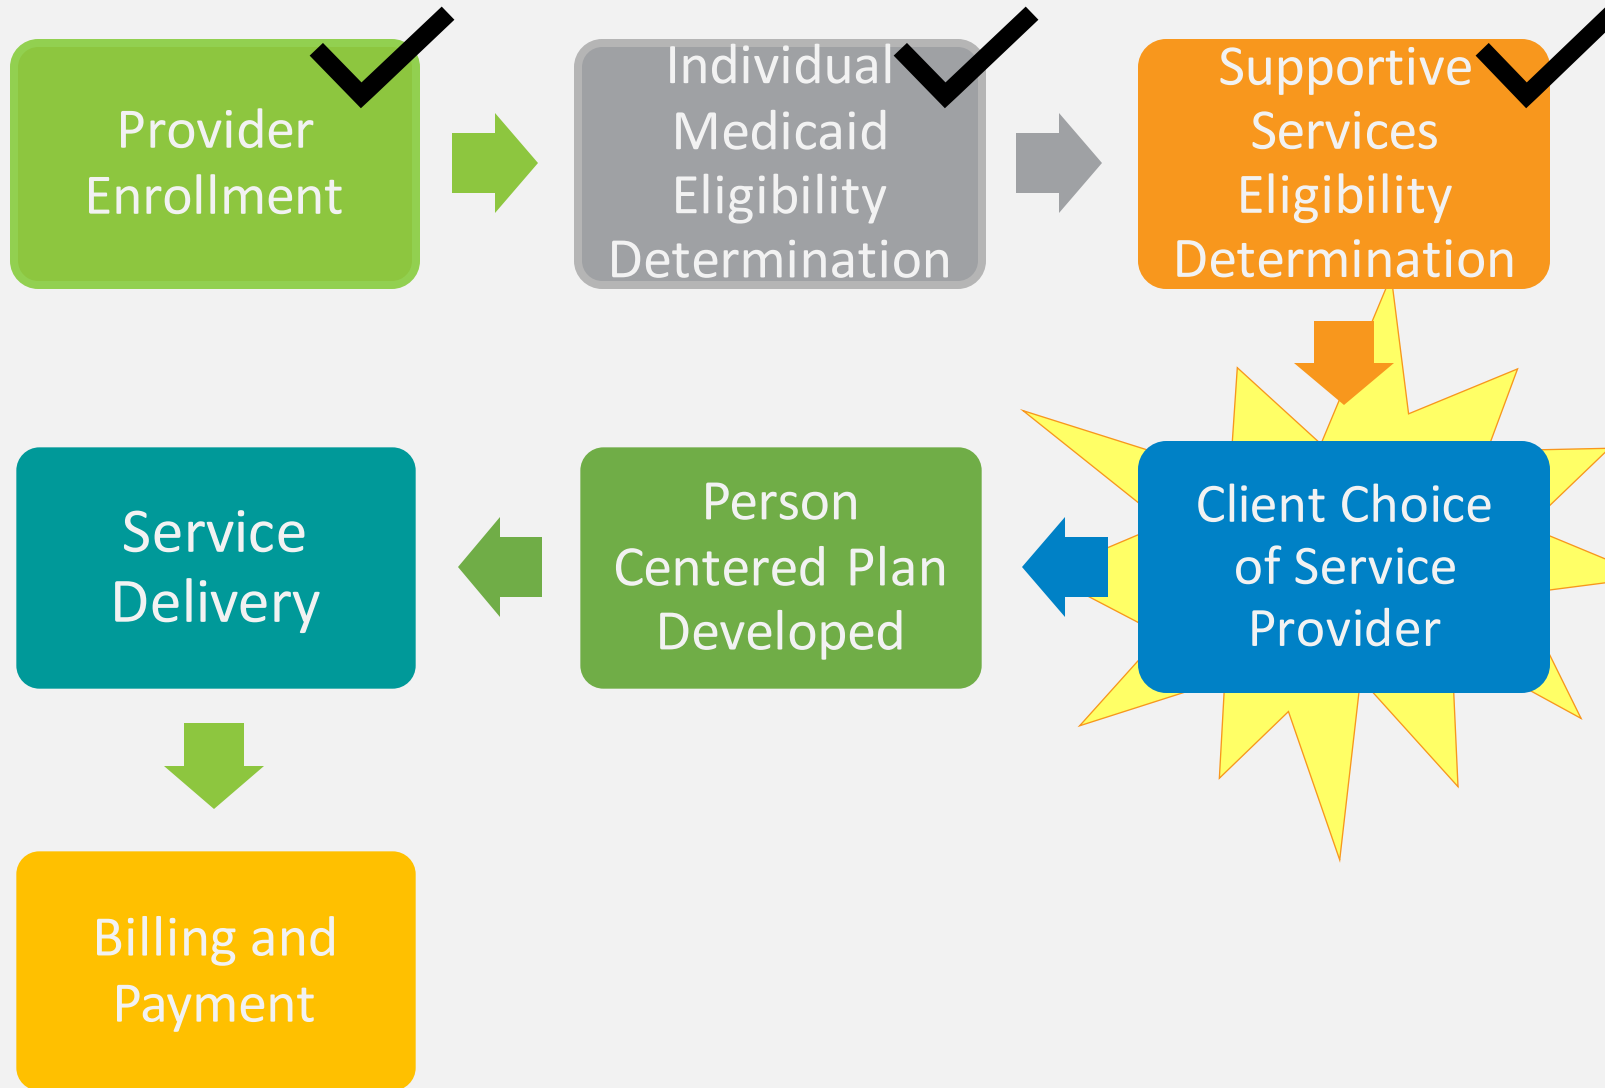 Provider
Enrollment
Individual
Medicaid
Eligibility
Determination
Supportive
Services
Eligibility
Determination
Client Choice
of Service
Provider
Person
Centered Plan
Developed
Service
Delivery
Billing and
Payment